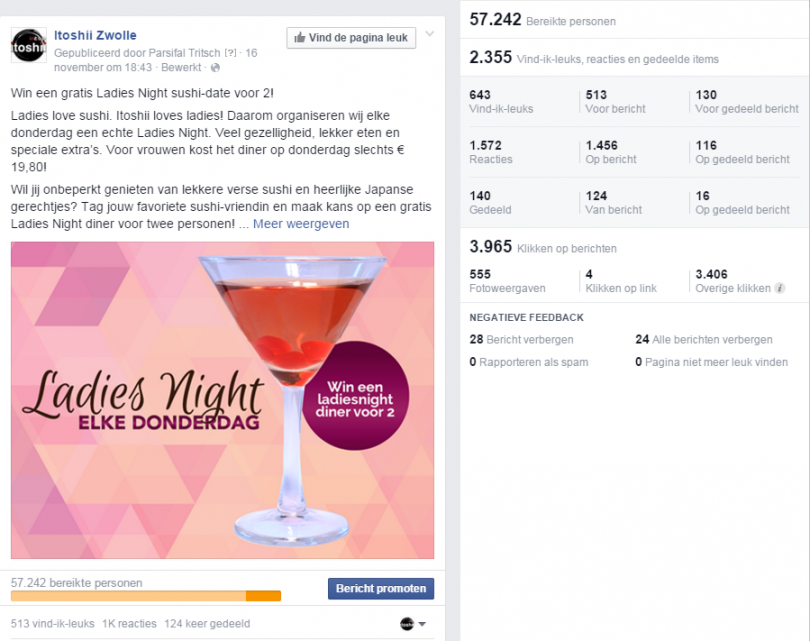 Itoshii Zwolle
Gepubliceerd door Parsifal Tritsch [?] · 16
november om 18:43 · Bewerkt ·
Vind de pagina leuk
Win een gratis Ladies Night sushi-date voor 2!
Ladies love sushi. Itoshii loves ladies! Daarom organiseren wij elke
donderdag een echte Ladies Night. Veel gezelligheid, lekker eten en
speciale extra's. Voor vrouwen kost het diner op donderdag slechts €
19,80!
Wil jij onbeperkt genieten van lekkere verse sushi en heerlijke Japanse
gerechtjes? Tag jouw favoriete sushi-vriendin en maak kans op een gratis
Ladies Night diner voor twee personen! ... Meer weergeven
Ladies Night
ELKE DONDERDAG
Win een
ladiesnight
diner voor 2
57.242 bereikte personen
Bericht promoten
513 vind-ik-leuks 1K reacties 124 keer gedeeld
57.242 Bereikte personen
2.355 Vind-ik-leuks, reacties en gedeelde items
643 513 130
Vind-ik-leuks Voor bericht Voor gedeeld bericht
1.572 1.456 116
Reacties Op bericht Op gedeeld bericht
140 124 16
Gedeeld Van bericht Op gedeeld bericht
3.965 Klikken op berichten
555 4 3.406
Fotoweergaven Klikken op link Overige klikken i
NEGATIEVE FEEDBACK
28 Bericht verbergen 24 Alle berichten verbergen
0 Rapporteren als spam 0 Pagina niet meer leuk vinden